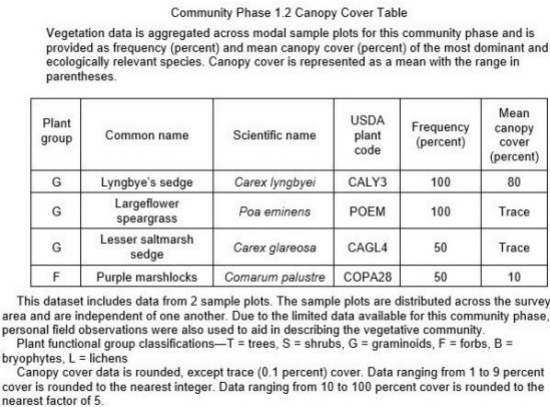 Community Phase 1.2 Canopy Cover Table
Vegetation data is aggregated across modal sample plots for this community phase and is
provided as frequency (percent) and mean canopy cover (percent) of the most dominant and
ecologically relevant species. Canopy cover is represented as a mean with the range in
parentheses.
Plant group | Common name | Scientific name | USDA plant code | Frequency (percent) | Mean canopy cover (percent)
G | Lyngbye's sedge | Carex lyngbyei | CALY3 | 100 | 80
G | Largeflower speargrass | Poa eminens | POEM | 100 | Trace
G | Lesser saltmarsh sedge | Carex glareosa | CAGL4 | 50 | Trace
F | Purple marshlocks | Comarum palustre | COPA28 | 50 | 10
This dataset includes data from 2 sample plots. The sample plots are distributed across the survey
area and are independent of one another. Due to the limited data available for this community phase,
personal field observations were also used to aid in describing the vegetative community.
Plant functional group classifications—T = trees, S = shrubs, G = graminoids, F = forbs, B =
bryophytes, L = lichens
Canopy cover data is rounded, except trace (0.1 percent) cover. Data ranging from 1 to 9 percent
cover is rounded to the nearest integer. Data ranging from 10 to 100 percent cover is rounded to the
nearest factor of 5.